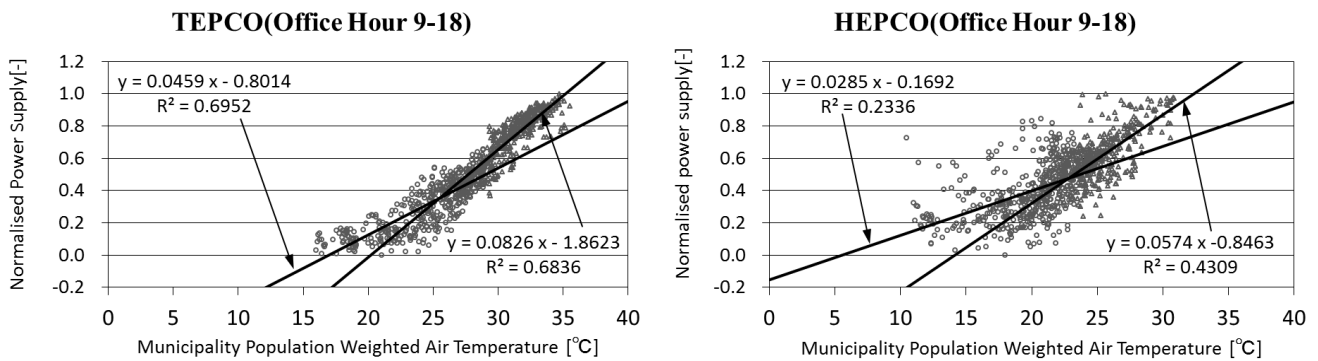 TEPCO(Office Hour 9-18)
Normalised Power Supply[-]
1.2
1.0
0.8
0.6
0.4
0.2
0.0
-0.2
y = 0.0459 x - 0.8014
R² = 0.6952
y = 0.0826 x - 1.8623
R² = 0.6836
0 5 10 15 20 25 30 35 40
Municipality Population Weighted Air Temperature [℃]
HEPCO(Office Hour 9-18)
Normalised power supply[-]
1.2
1.0
0.8
0.6
0.4
0.2
0.0
-0.2
y = 0.0285 x - 0.1692
R² = 0.2336
y = 0.0574 x -0.8463
R² = 0.4309
0 5 10 15 20 25 30 35 40
Municipality Population Weighted Air Temperature [℃]